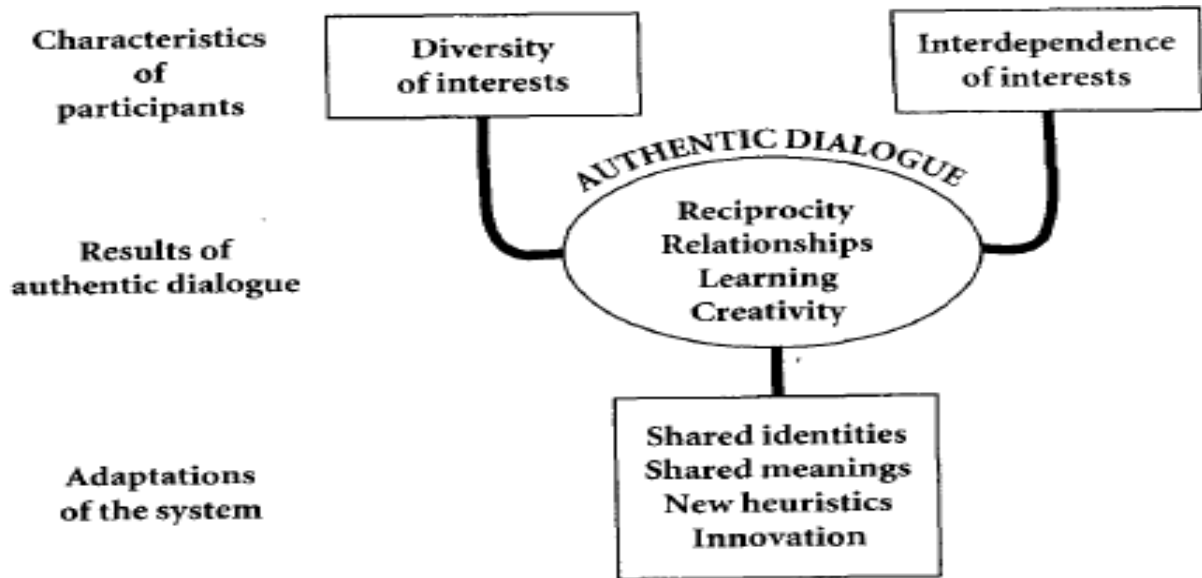 Characteristics
of
participants
Diversity
of interests
Interdependence
of interests
AUTHENTIC DIALOGUE
Results of
authentic dialogue
Reciprocity
Relationships
Learning
Creativity
Adaptations
of the system
Shared identities
Shared meanings
New heuristics
Innovation